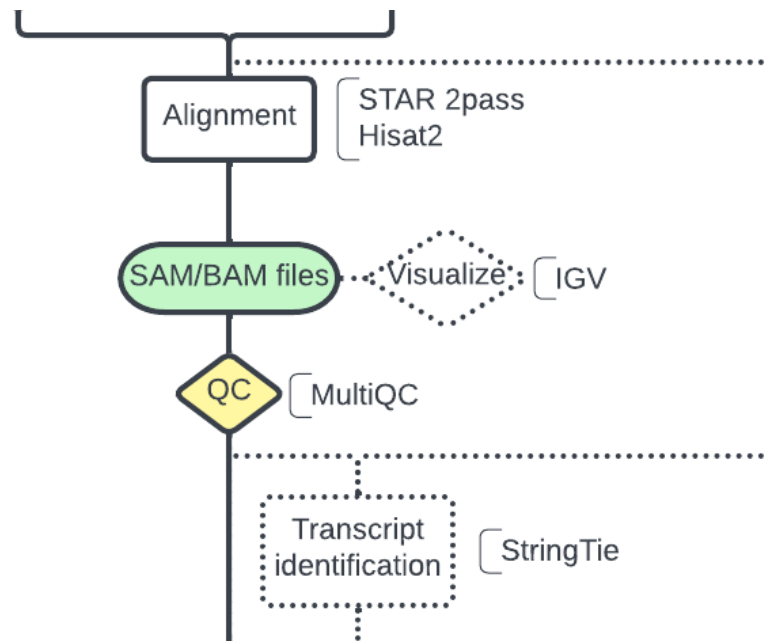 Alignment
STAR 2pass
Hisat2
SAM/BAM files
Visualize
IGV
QC
MultiQC
Transcript
identification
StringTie